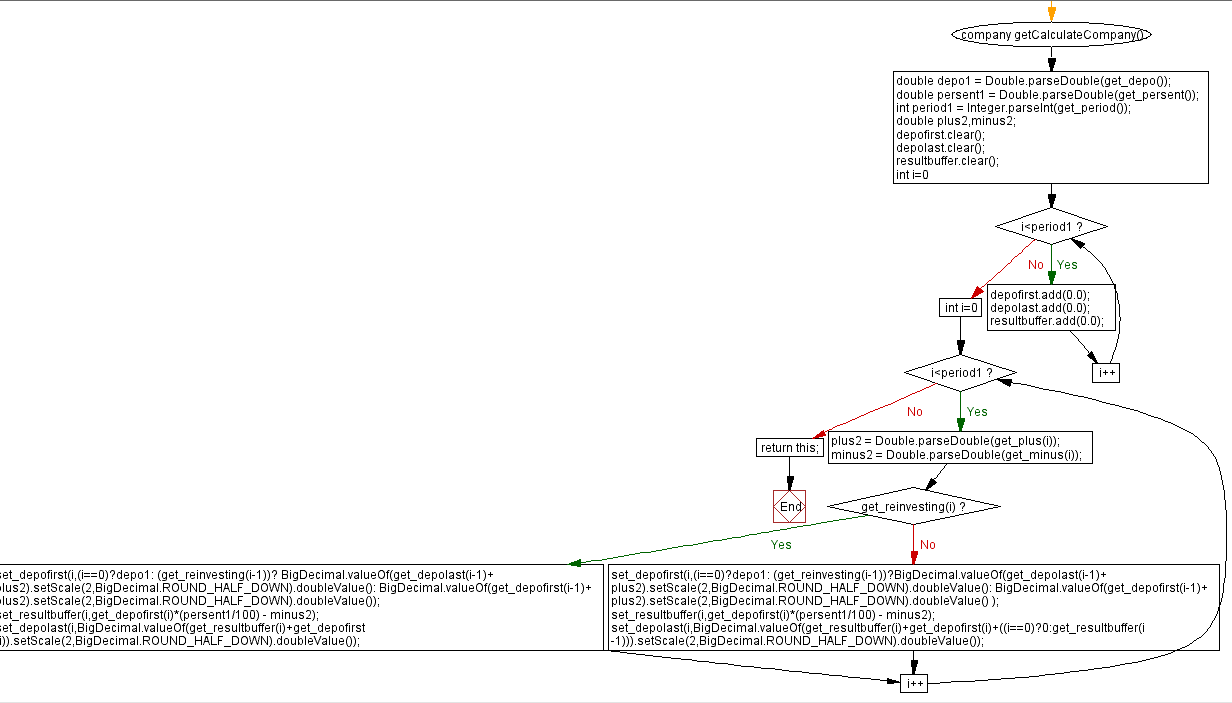 company getCalculateCompany()
double depo1 = Double.parseDouble(get_depo());
double persent1 = Double.parseDouble(get_persent());
int period1 = Integer.parseInt(get_period());
double plus2,minus2;
depofirst.clear();
depolast.clear();
resultbuffer.clear();
int i=0
i<period1 ?
No
Yes
int i=0
depofirst.add(0.0);
depolast.add(0.0);
resultbuffer.add(0.0);
i<period1 ?
i++
No
Yes
return this;
plus2 = Double.parseDouble(get_plus(i));
minus2 = Double.parseDouble(get_minus(i));
End
get_reinvesting(i) ?
Yes
No
set_depofirst(i,(i==0)?depo1: (get_reinvesting(i-1))? BigDecimal.valueOf(get_depolast(i-1)+
plus2).setScale(2,BigDecimal.ROUND_HALF_DOWN).doubleValue(): BigDecimal.valueOf(get_depofirst(i-1)+
plus2).setScale(2,BigDecimal.ROUND_HALF_DOWN).doubleValue());
set_resultbuffer(i,get_depofirst(i)*(persent1/100) - minus2);
set_depolast(i,BigDecimal.valueOf(get_resultbuffer(i)+get_depofirst
i)).setScale(2,BigDecimal.ROUND_HALF_DOWN).doubleValue());
set_depofirst(i,(i==0)?depo1: (get_reinvesting(i-1))?BigDecimal.valueOf(get_depolast(i-1)+
plus2).setScale(2,BigDecimal.ROUND_HALF_DOWN).doubleValue(): BigDecimal.valueOf(get_depofirst(i-1)+
plus2).setScale(2,BigDecimal.ROUND_HALF_DOWN).doubleValue() );
set_resultbuffer(i,get_depofirst(i)*(persent1/100) - minus2);
set_depolast(i,BigDecimal.valueOf(get_resultbuffer(i)+get_depofirst(i)+((i==0)?0:get_resultbuffer(i
-1))).setScale(2,BigDecimal.ROUND_HALF_DOWN).doubleValue());
i++